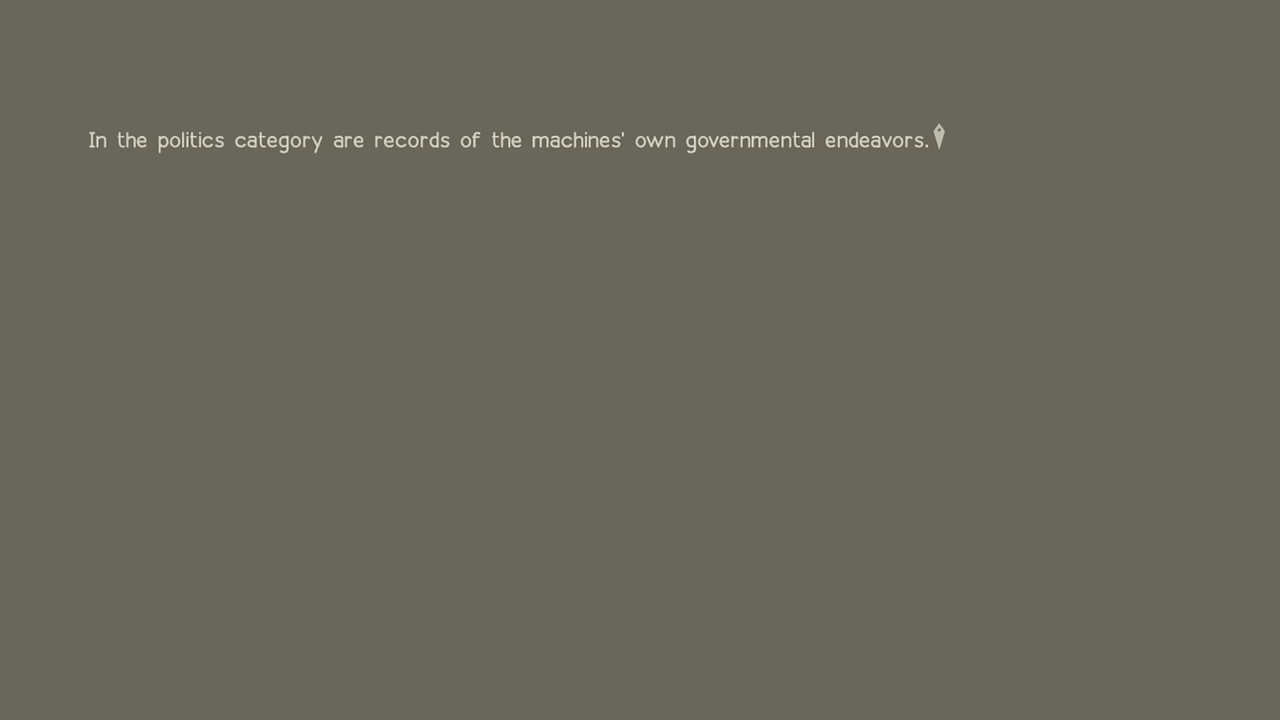 In the politics category are records of the machines' own governmental endeavors.